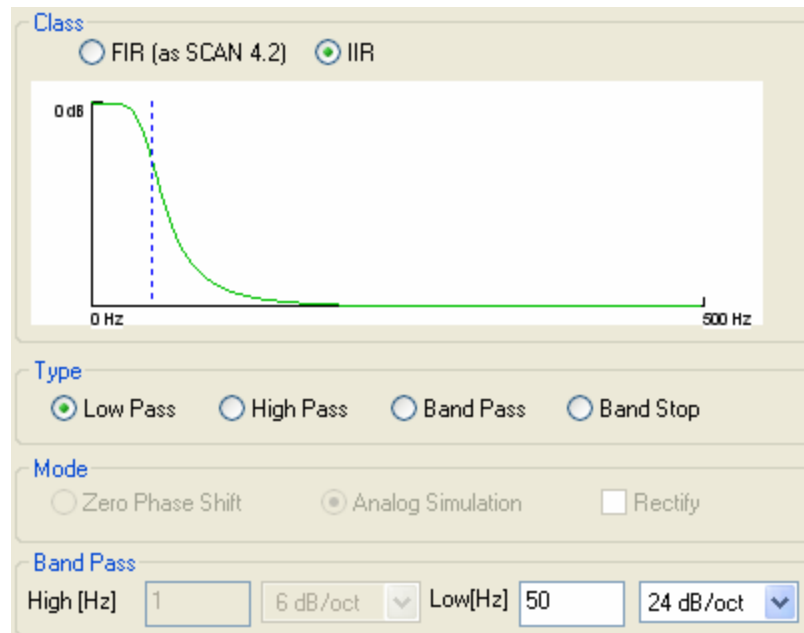 Class
FIR (as SCAN 4.2) IIR
0 dB
0 Hz 500 Hz
Type
Low Pass High Pass Band Pass Band Stop
Mode
Zero Phase Shift Analog Simulation Rectify
Band Pass
High [Hz] 1 6 dB/oct Low[Hz] 50 24 dB/oct